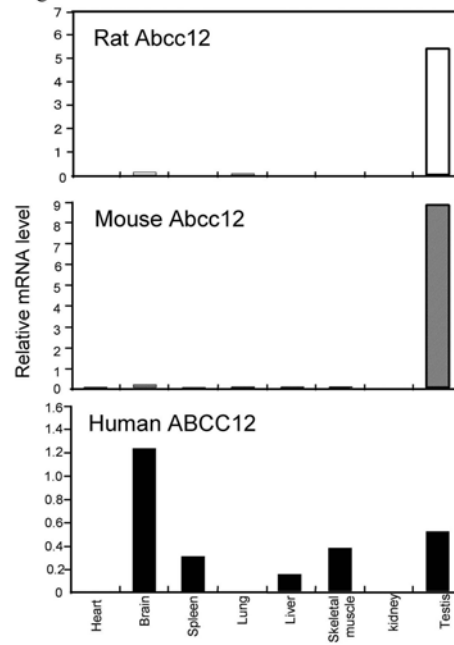 Rat Abcc12
7
6
5
4
3
2
1
0
Mouse Abcc12
9
8
7
6
5
4
3
2
1
0
Relative mRNA level
Human ABCC12
1.6
1.4
1.2
1.0
0.8
0.6
0.4
0.2
0
Heart
Brain
Spleen
Lung
Liver
Skeletal
muscle
kidney
Testis